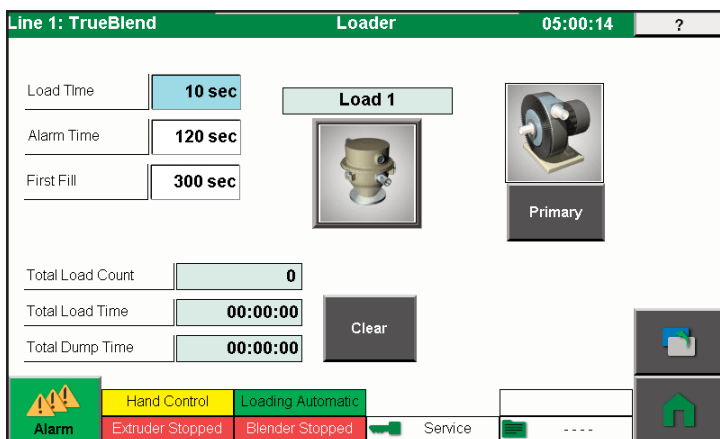 Line 1: TrueBlend Loader 05:00:14 ?
Load TIme 10 sec
Load 1
Alarm Time 120 sec
First Fill 300 sec
Primary
Total Load Count 0
Total Load Time 00:00:00
Clear
Total Dump Time 00:00:00
Hand Control Loading Automatic
Alarm Extruder Stopped Blender Stopped Service ----